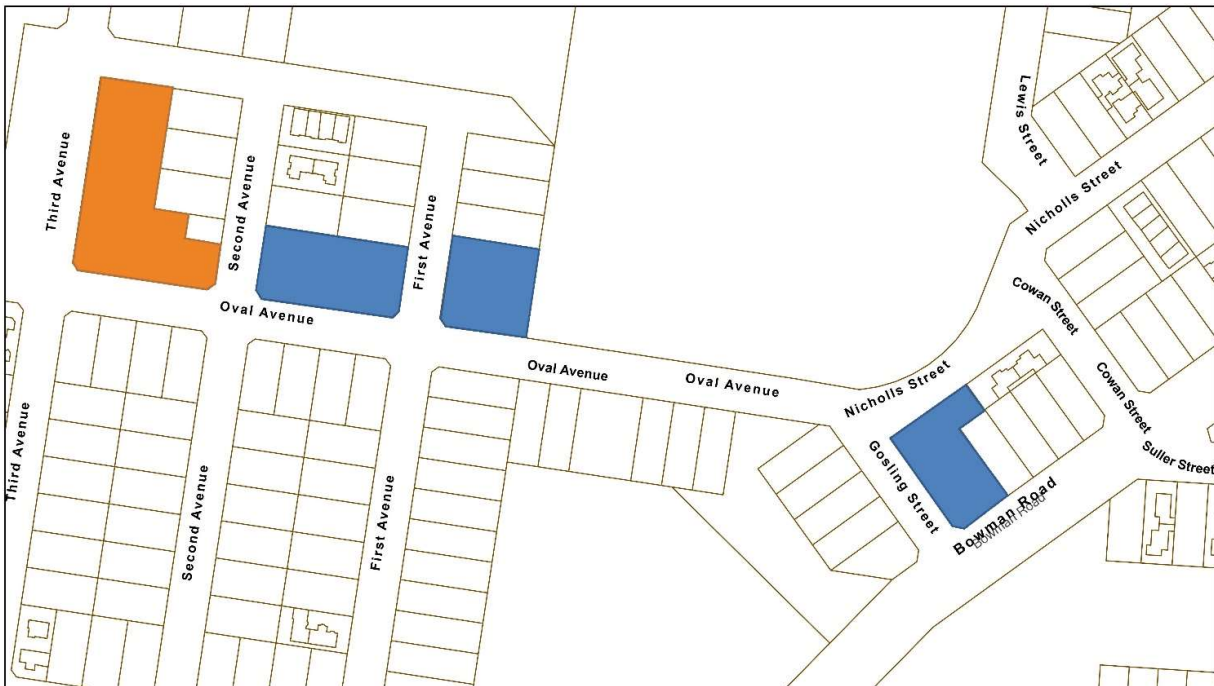 Third Avenue
Second Avenue
First Avenue
Oval Avenue
Oval Avenue
Oval Avenue
Third Avenue
Second Avenue
First Avenue
Lewis Street
Nicholls Street
Cowan Street
Nicholls Street
Cowan Street
Suller Street
Gosling Street
Bowman Road
Bowman Road